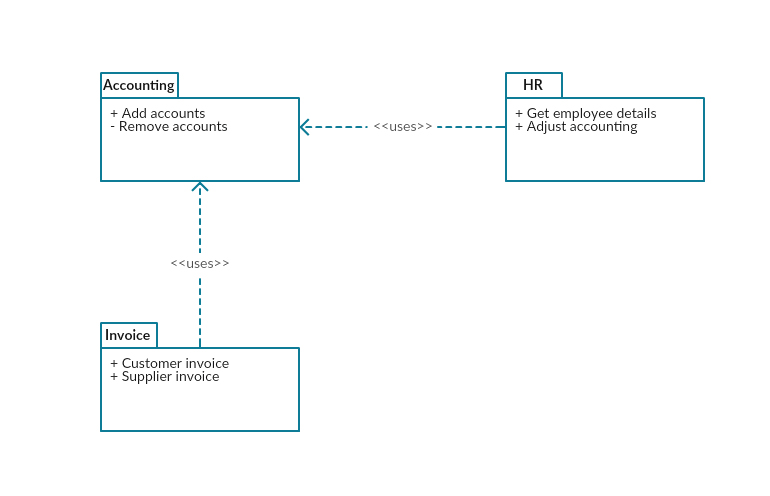 Accounting
+ Add accounts
- Remove accounts
<<uses>>
HR
+ Get employee details
+ Adjust accounting
<<uses>>
Invoice
+ Customer invoice
+ Supplier invoice